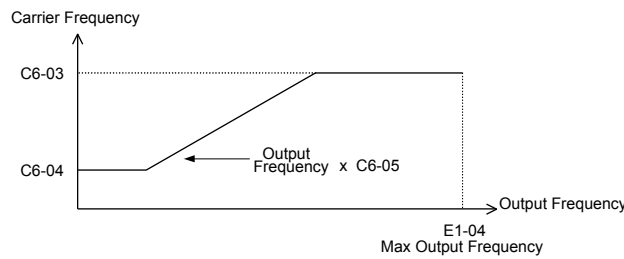 Carrier Frequency
C6-03
Output
Frequency x C6-05
C6-04
Output Frequency
E1-04
Max Output Frequency